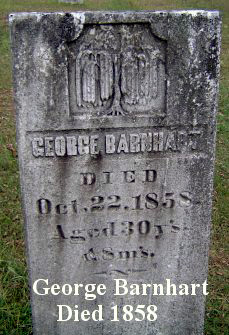 GEORGE BARNHART
DIED
Oct. 22, 1858.
Aged 30 y's.
8 m's.
George Barnhart
Died 1858